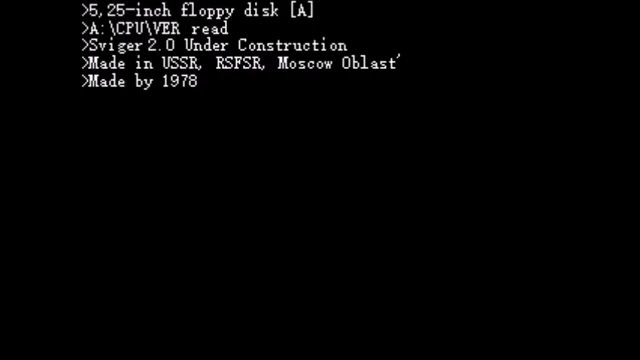 >5,25-inch floppy disk [A]
>A:\CPU\VER read
>Sviger 2.0 Under Construction
>Made in USSR, RSFSR, Moscow Oblast'
>Made by 1978